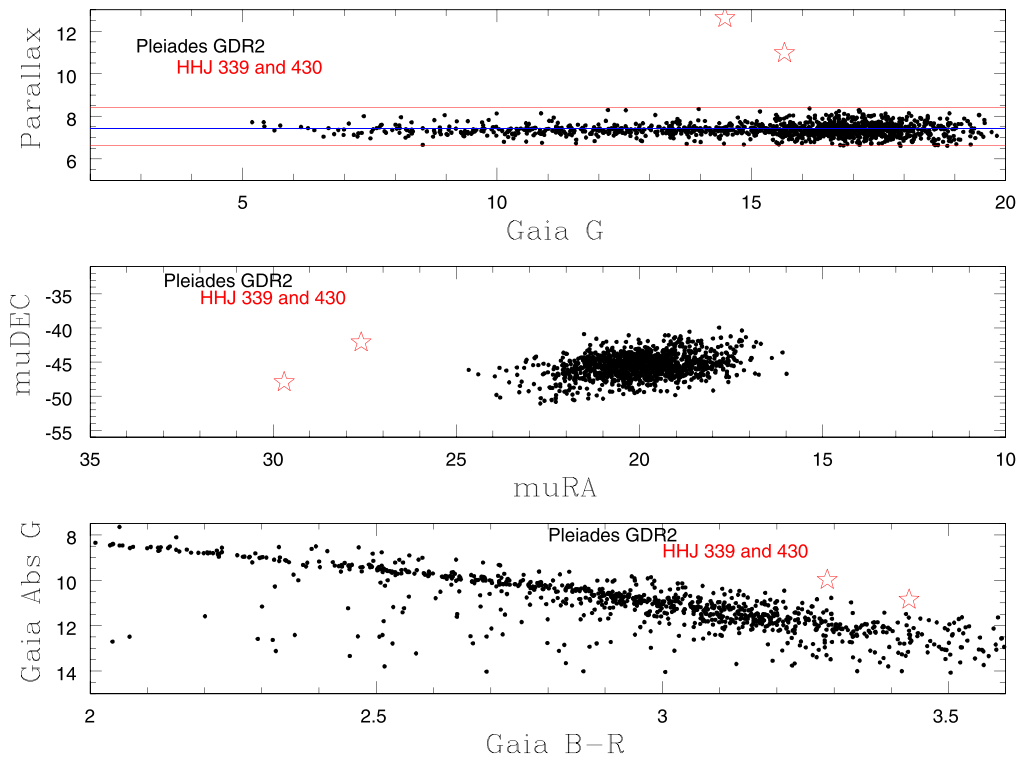 12
10
8
6
Parallax
Pleiades GDR2
HHJ 339 and 430
5
10
15
20
Gaia G
-35
-40
-45
-50
-55
muDEC
Pleiades GDR2
HHJ 339 and 430
35
30
25
20
15
10
muRA
8
10
12
14
Gaia Abs G
Pleiades GDR2
HHJ 339 and 430
2
2.5
3
3.5
Gaia B-R